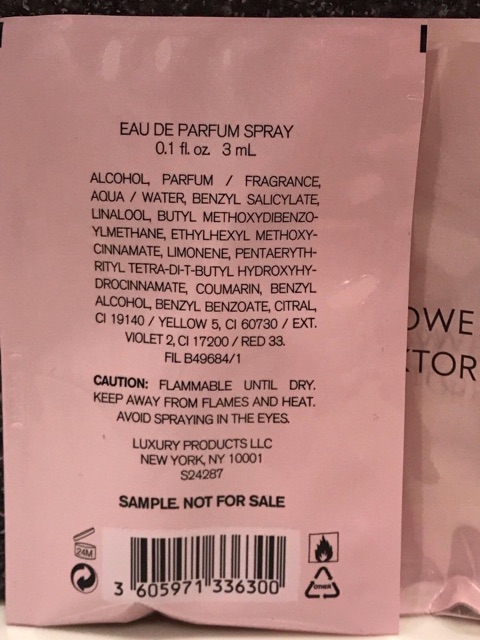 EAU DE PARFUM SPRAY
0.1 fl. oz. 3 mL
ALCOHOL, PARFUM / FRAGRANCE,
AQUA / WATER, BENZYL SALICYLATE,
LINALOOL, BUTYL METHOXYDIBENZO-
YLMETHANE, ETHYLHEXYL METHOXY-
CINNAMATE, LIMONENE, PENTAERYTH-
RITYL TETRA-DI-T-BUTYL HYDROXYHY-
DROCINNAMATE, COUMARIN, BENZYL
ALCOHOL, BENZYL BENZOATE, CITRAL,
CI 19140 / YELLOW 5, CI 60730 / EXT.
VIOLET 2, CI 17200 / RED 33.
FIL B49684/1
CAUTION: FLAMMABLE UNTIL DRY.
KEEP AWAY FROM FLAMES AND HEAT.
AVOID SPRAYING IN THE EYES.
LUXURY PRODUCTS LLC
NEW YORK, NY 10001
S24287
SAMPLE. NOT FOR SALE
24M
3 605971 336300
OWE
KTOR